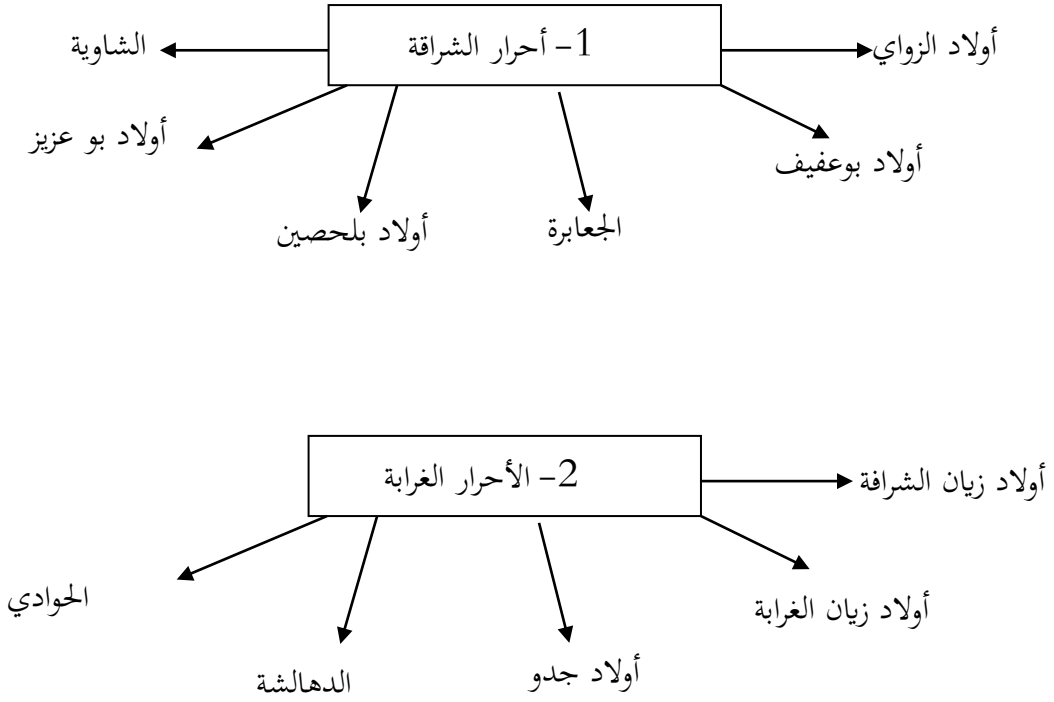 1- أحرار الشراقة
أولاد الزواي
الشاوية
أولاد بو عزيز
أولاد بوعفيف
الجعابرة
أولاد بلحصين
2- الأحرار الغرابة
أولاد زيان الشرافة
أولاد زيان الغرابة
الحوادي
أولاد جدو
الدهالشة